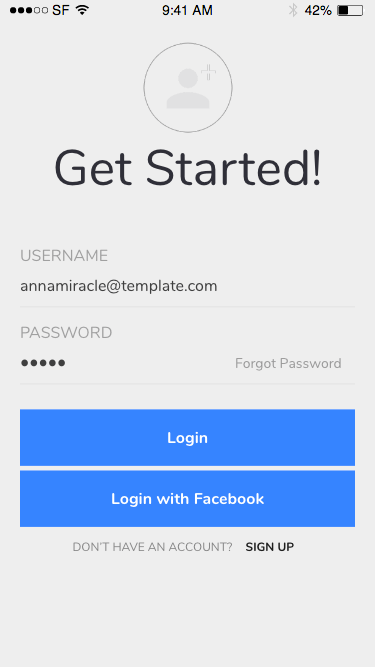 SF 9:41 AM 42%
Get Started!
USERNAME
annamiracle@template.com
PASSWORD
●●●●● Forgot Password
Login
Login with Facebook
DON'T HAVE AN ACCOUNT? SIGN UP